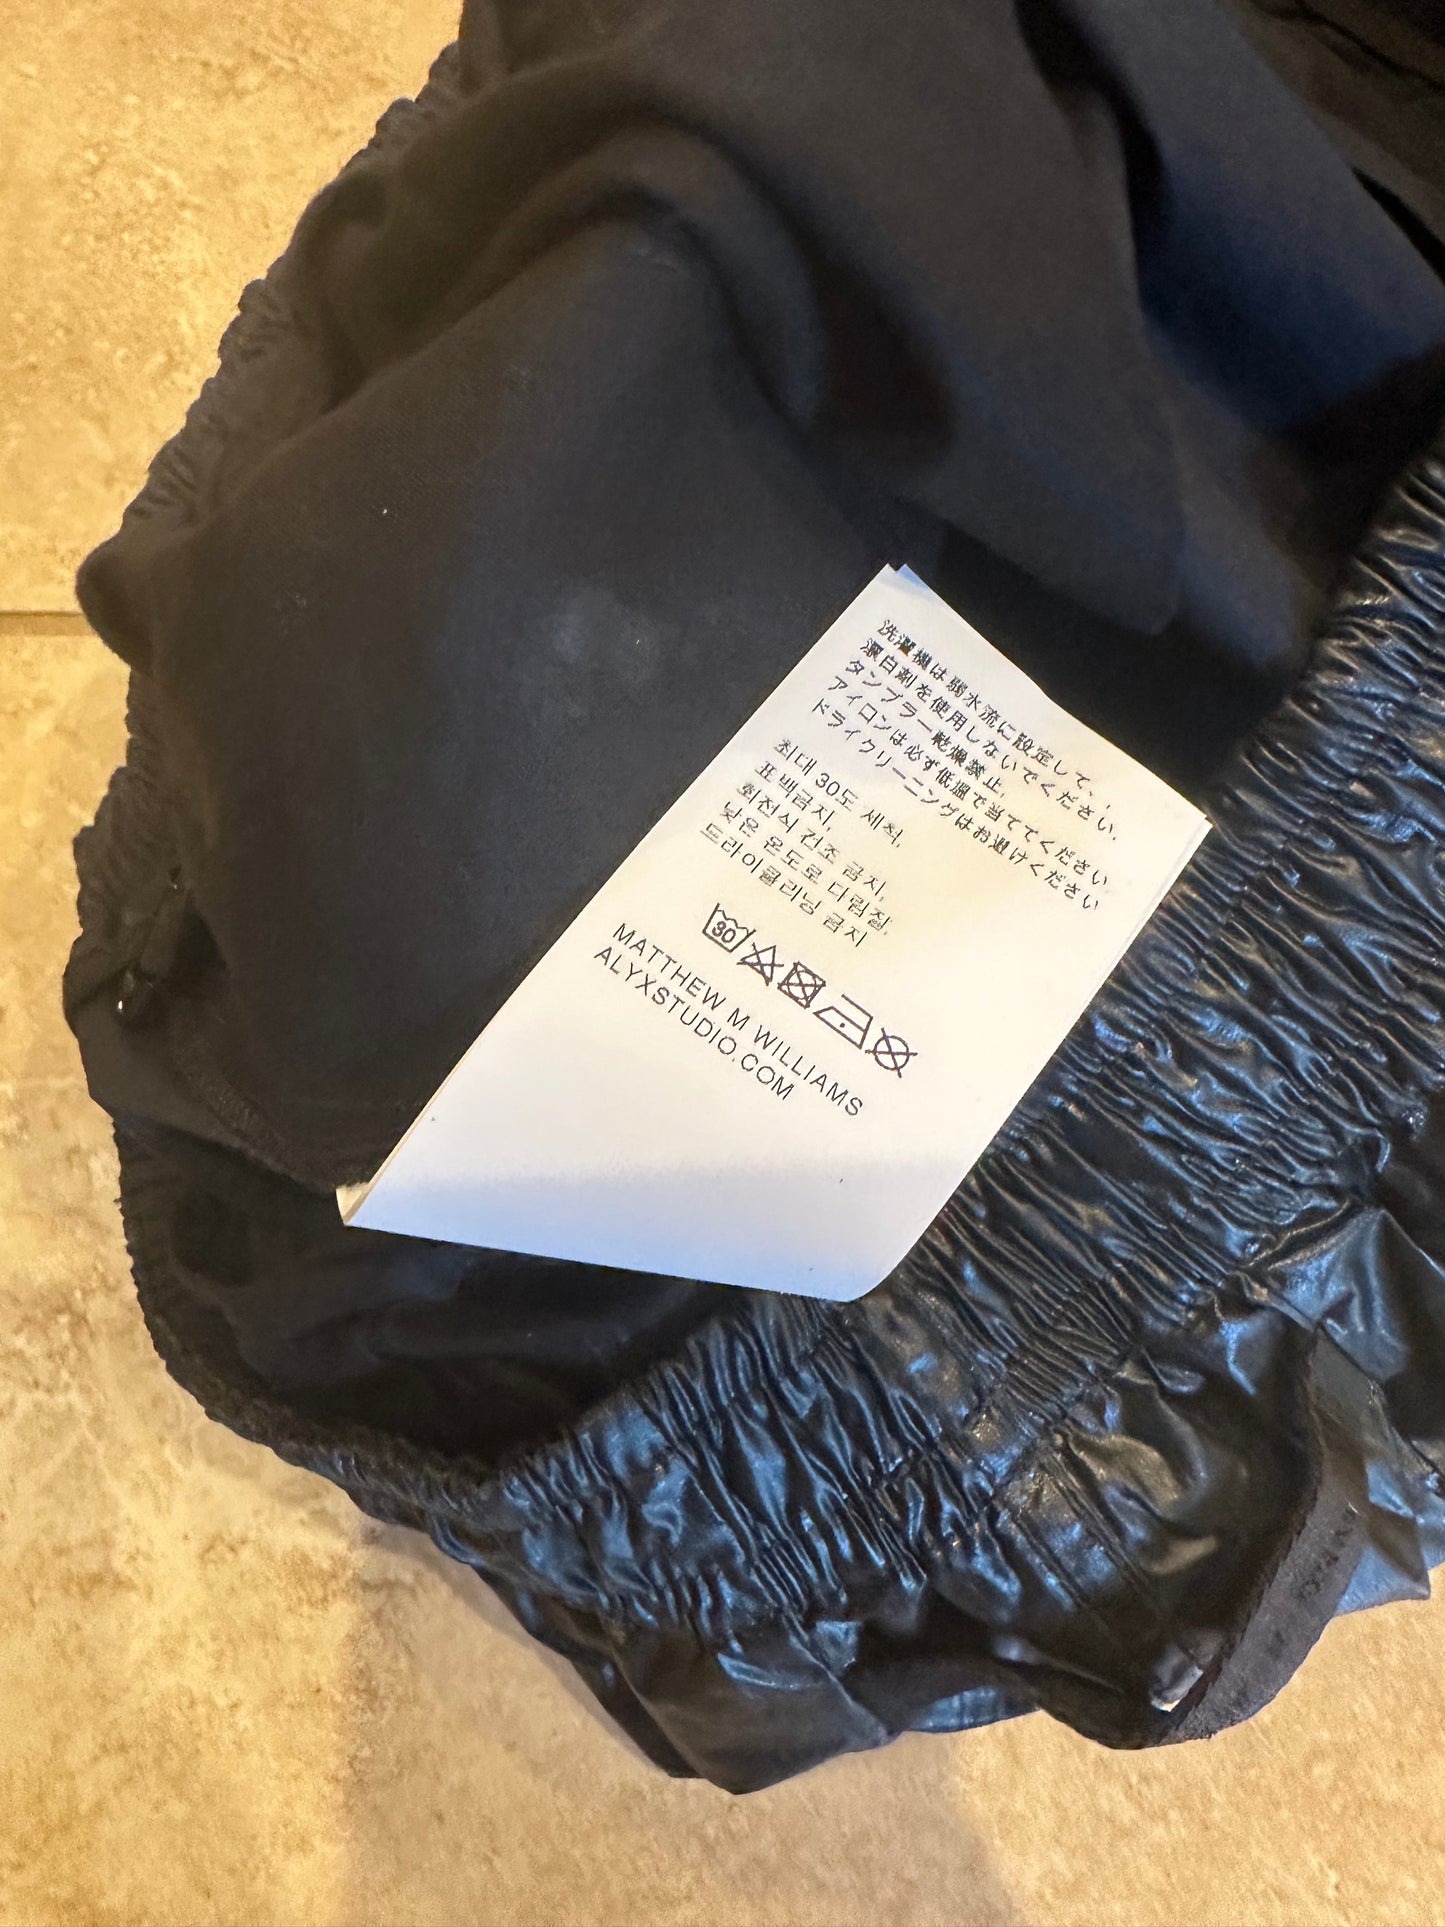 洗濯機は弱水流に設定して、,
漂白剤を使用しないでください.
タンブラー乾燥禁止,
アイロンは必ず低温で当ててください
ドライクリーニングはお避けください
최대 30도 세척,
표백금지,
회전식 건조 금지,
낮은 온도로 다림질,
드라이클리닝 금지
30
MATTHEW M WILLIAMS
ALYXSTUDIO.COM